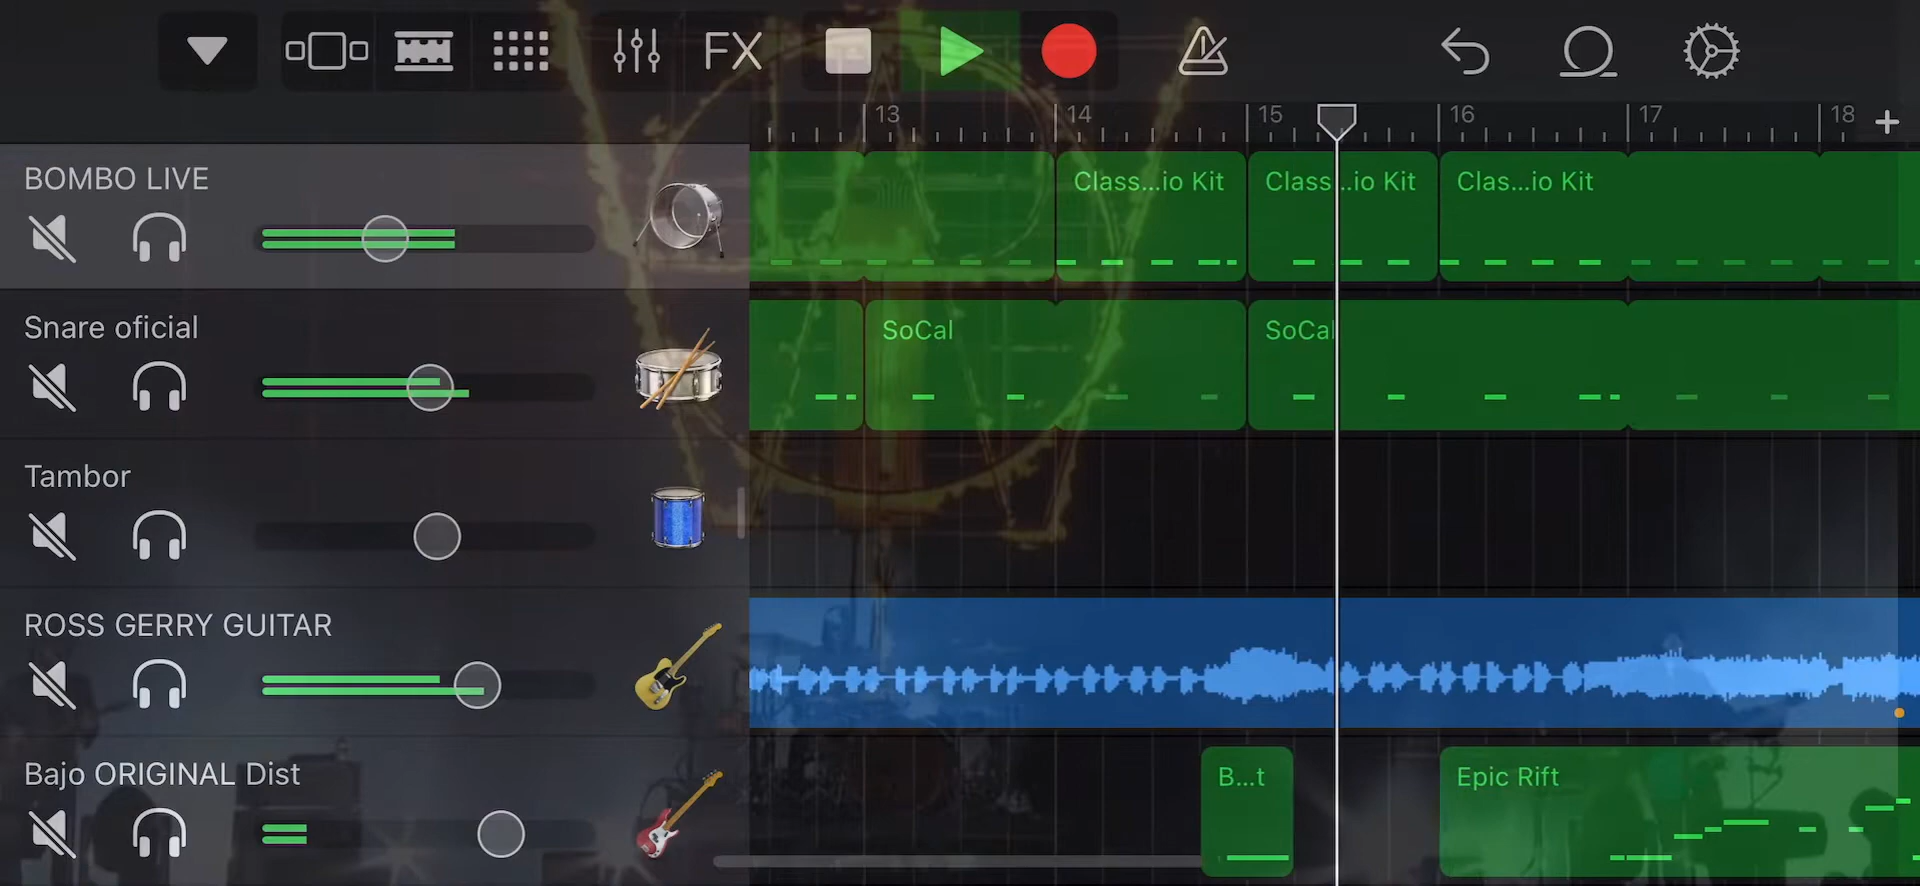 FX
13 14 15 16 17 18 +
BOMBO LIVE
Class...io Kit
Class...io Kit
Clas...io Kit
Snare oficial
SoCal
SoCal
Tambor
ROSS GERRY GUITAR
Bajo ORIGINAL Dist
B...t
Epic Rift